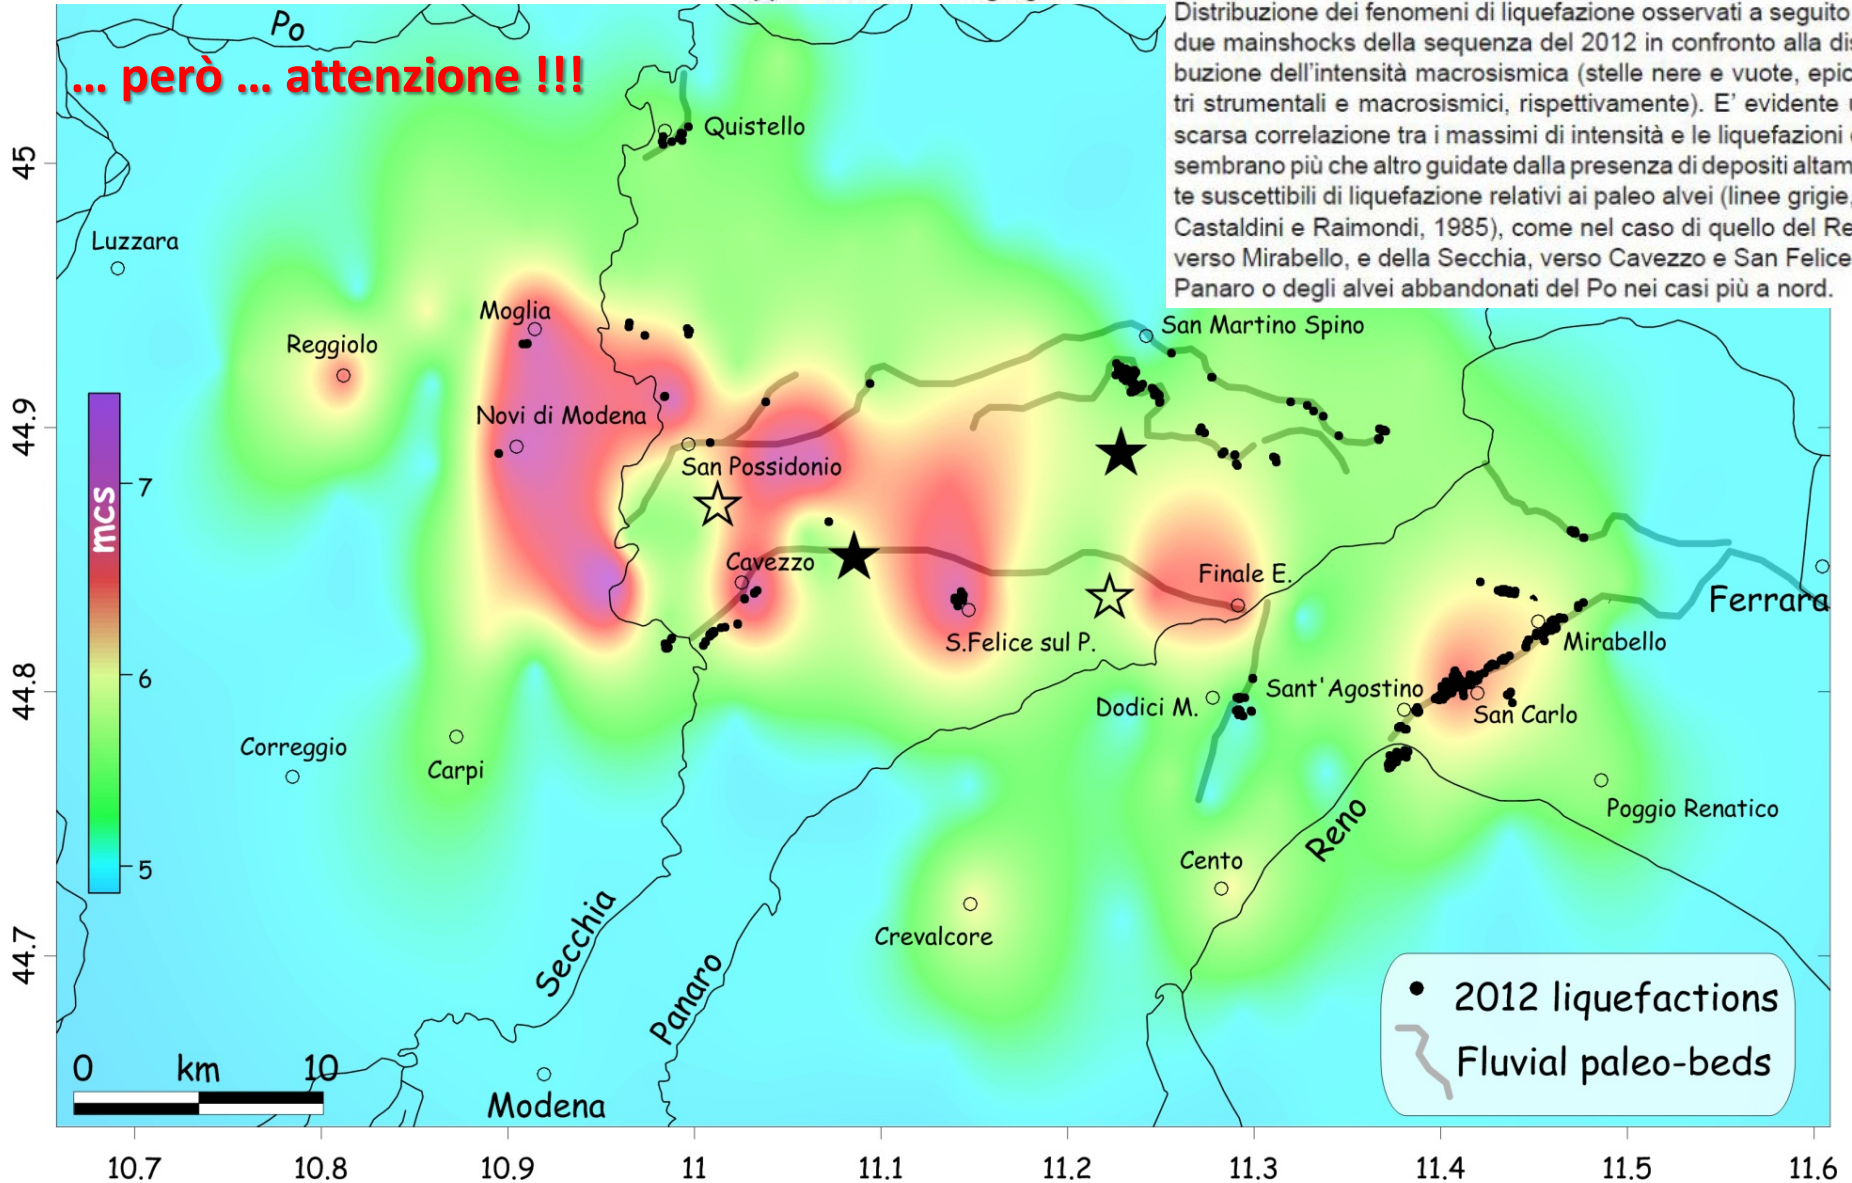 Po
... però ... attenzione !!!
Distribuzione dei fenomeni di liquefazione osservati a seguito
due mainshocks della sequenza del 2012 in confronto alla
buzione dell'intensità macrosismica (stelle nere e vuote,
tri strumentali e macrosismici, rispettivamente). E' evidente
scarsa correlazione tra i massimi di intensità e le liquefazioni
sembrano più che altro guidate dalla presenza di depositi
te suscettibili di liquefazione relativi ai paleo alvei (linee grigie,
Castaldini e Raimondi, 1985), come nel caso di quello del
verso Mirabello, e della Secchia, verso Cavezzo e San Felice
Panaro o degli alvei abbandonati del Po nei casi più a nord.
Quistello
45
Luzzara
Moglia
San Martino Spino
Reggiolo
Novi di Modena
44.9
San Possidonio
7
mcs
Cavezzo
Finale E.
Ferrara
S.Felice sul P.
Mirabello
6
44.8
Sant'Agostino
Dodici M.
San Carlo
Correggio
Carpi
Poggio Renatico
Reno
5
Cento
Crevalcore
Secchia
Panaro
44.7
2012 liquefactions
Fluvial paleo-beds
0 km 10
Modena
10.7 10.8 10.9 11 11.1 11.2 11.3 11.4 11.5 11.6